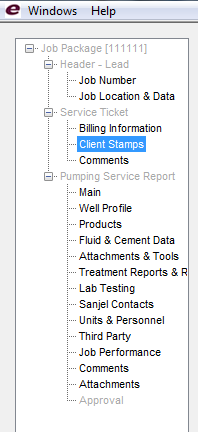 e Windows Help
Job Package [111111]
Header - Lead
Job Number
Job Location & Data
Service Ticket
Billing Information
Client Stamps
Comments
Pumping Service Report
Main
Well Profile
Products
Fluid & Cement Data
Attachments & Tools
Treatment Reports & R
Lab Testing
Sanjel Contacts
Units & Personnel
Third Party
Job Performance
Comments
Attachments
Approval